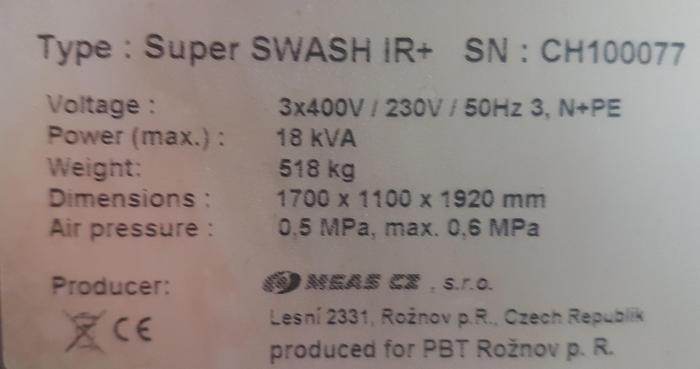 Type : Super SWASH iR+ SN : CH100077
Voltage : 3x400V / 230V / 50Hz 3, N+PE
Power (max.) : 18 kVA
Weight: 518 kg
Dimensions : 1700 x 1100 x 1920 mm
Air pressure : 0,5 MPa, max. 0,6 MPa
Producer: MEAS CZ , s.r.o.
Lesní 2331, Rožnov p.R., Czech Republik
CE
produced for PBT Rožnov p. R.